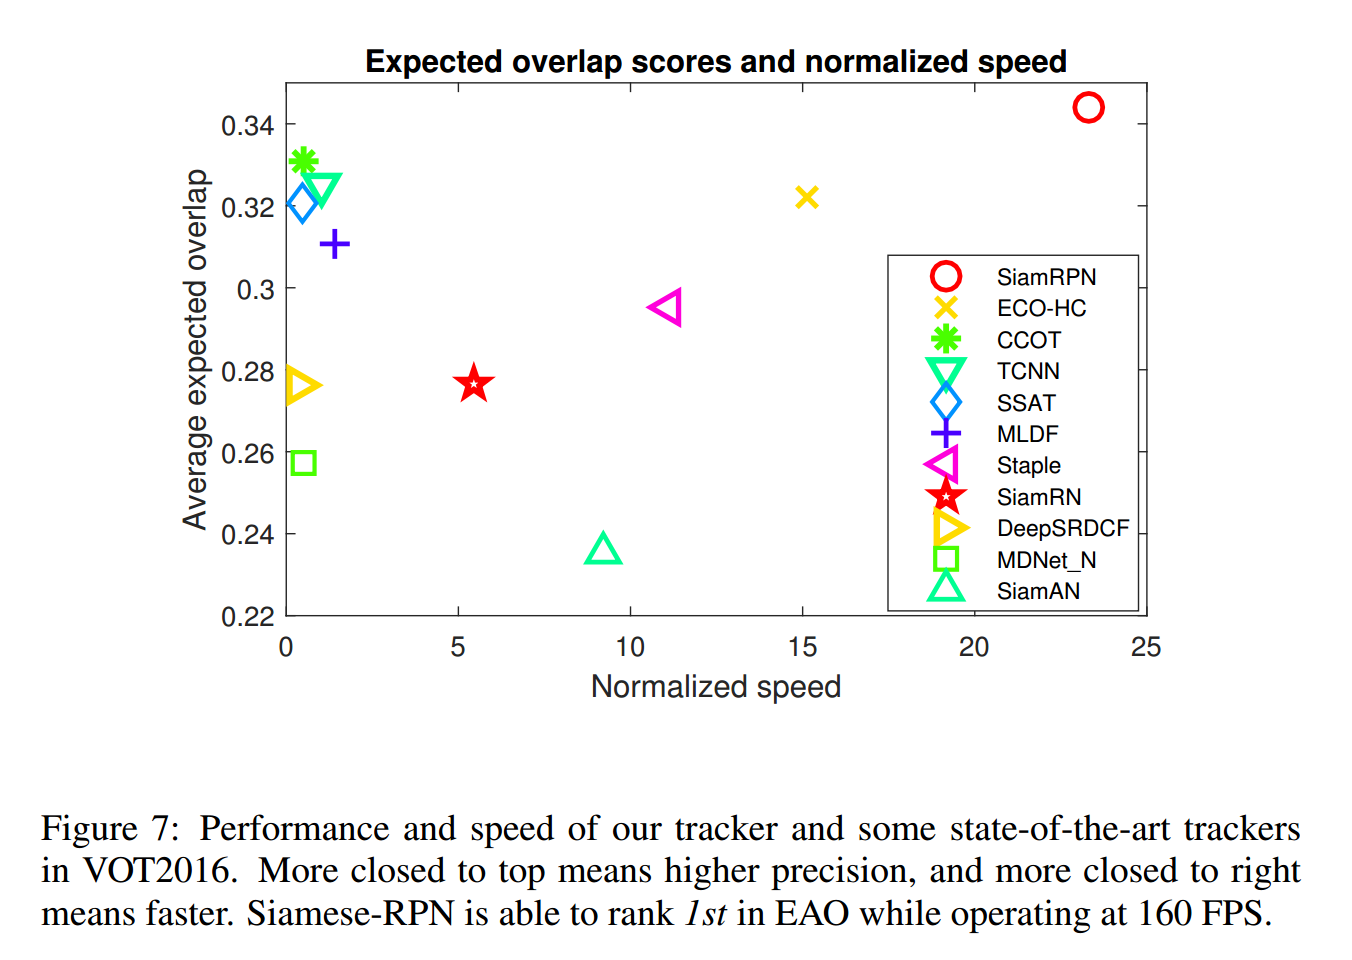 Expected overlap scores and normalized speed
0.34
0.32
0.3
0.28
0.26
0.24
0.22
Average expected overlap
0 5 10 15 20 25
Normalized speed
SiamRPN
ECO-HC
CCOT
TCNN
SSAT
MLDF
Staple
SiamRN
DeepSRDCF
MDNet_N
SiamAN
Figure 7: Performance and speed of our tracker and some state-of-the-art trackers
in VOT2016. More closed to top means higher precision, and more closed to right
means faster. Siamese-RPN is able to rank 1st in EAO while operating at 160 FPS.